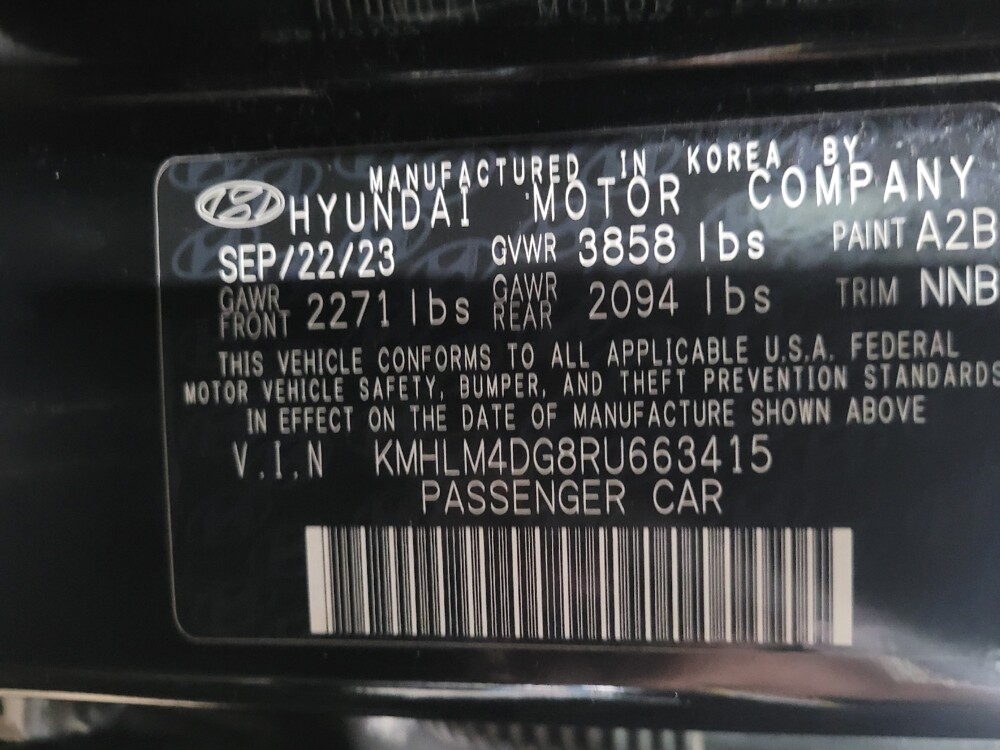 MANUFACTURED IN KOREA BY
HYUNDAI MOTOR COMPANY
SEP/22/23 GVWR 3858 lbs PAINT A2B
GAWR FRONT 2271 lbs GAWR REAR 2094 lbs TRIM NNB
THIS VEHICLE CONFORMS TO ALL APPLICABLE U.S.A. FEDERAL
MOTOR VEHICLE SAFETY, BUMPER, AND THEFT PREVENTION STANDARDS
IN EFFECT ON THE DATE OF MANUFACTURE SHOWN ABOVE
V.I.N KMHLM4DG8RU663415
PASSENGER CAR